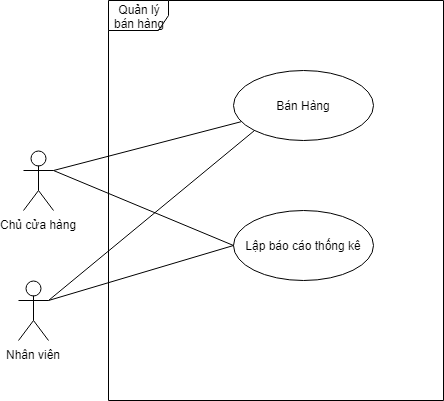 Quản lý
bán hàng
Bán Hàng
Chủ cửa hàng
Lập báo cáo thống kê
Nhân viên